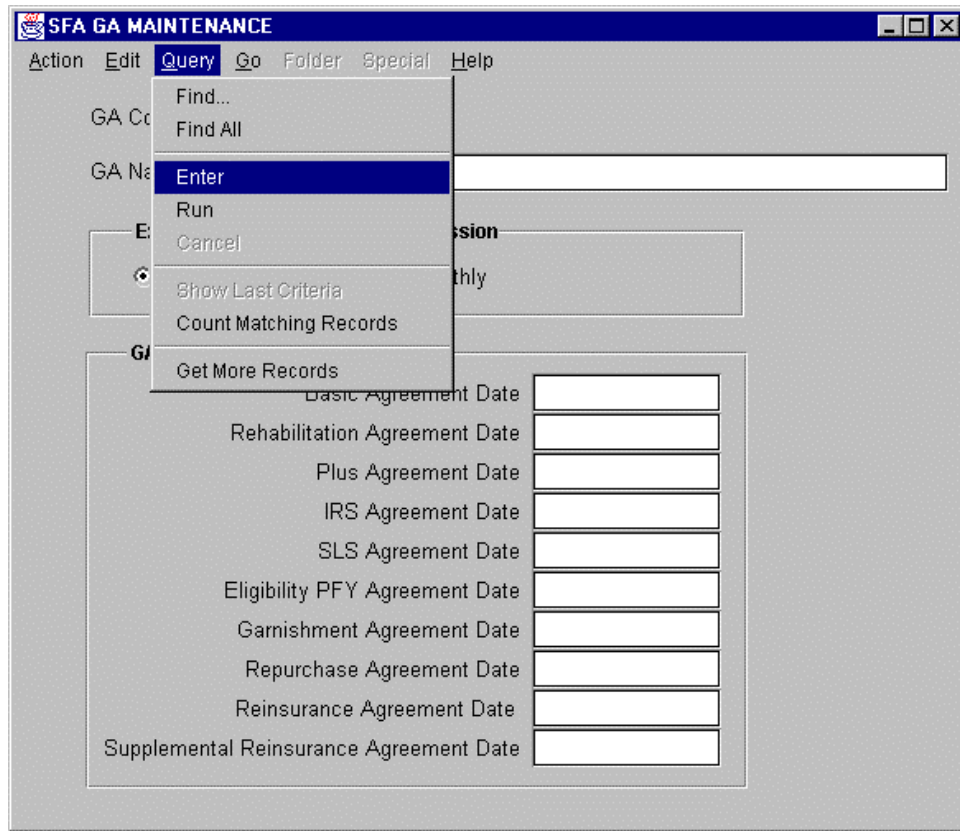 SFA GA MAINTENANCE
Action Edit Query Go Folder Special Help
Find...
GA Co
Find All
GA Na
Enter
Run
ssion
Cancel
thly
Show Last Criteria
Count Matching Records
GA
Get More Records
Basic Agreement Date
Rehabilitation Agreement Date
Plus Agreement Date
IRS Agreement Date
SLS Agreement Date
Eligibility PFY Agreement Date
Garnishment Agreement Date
Repurchase Agreement Date
Reinsurance Agreement Date
Supplemental Reinsurance Agreement Date